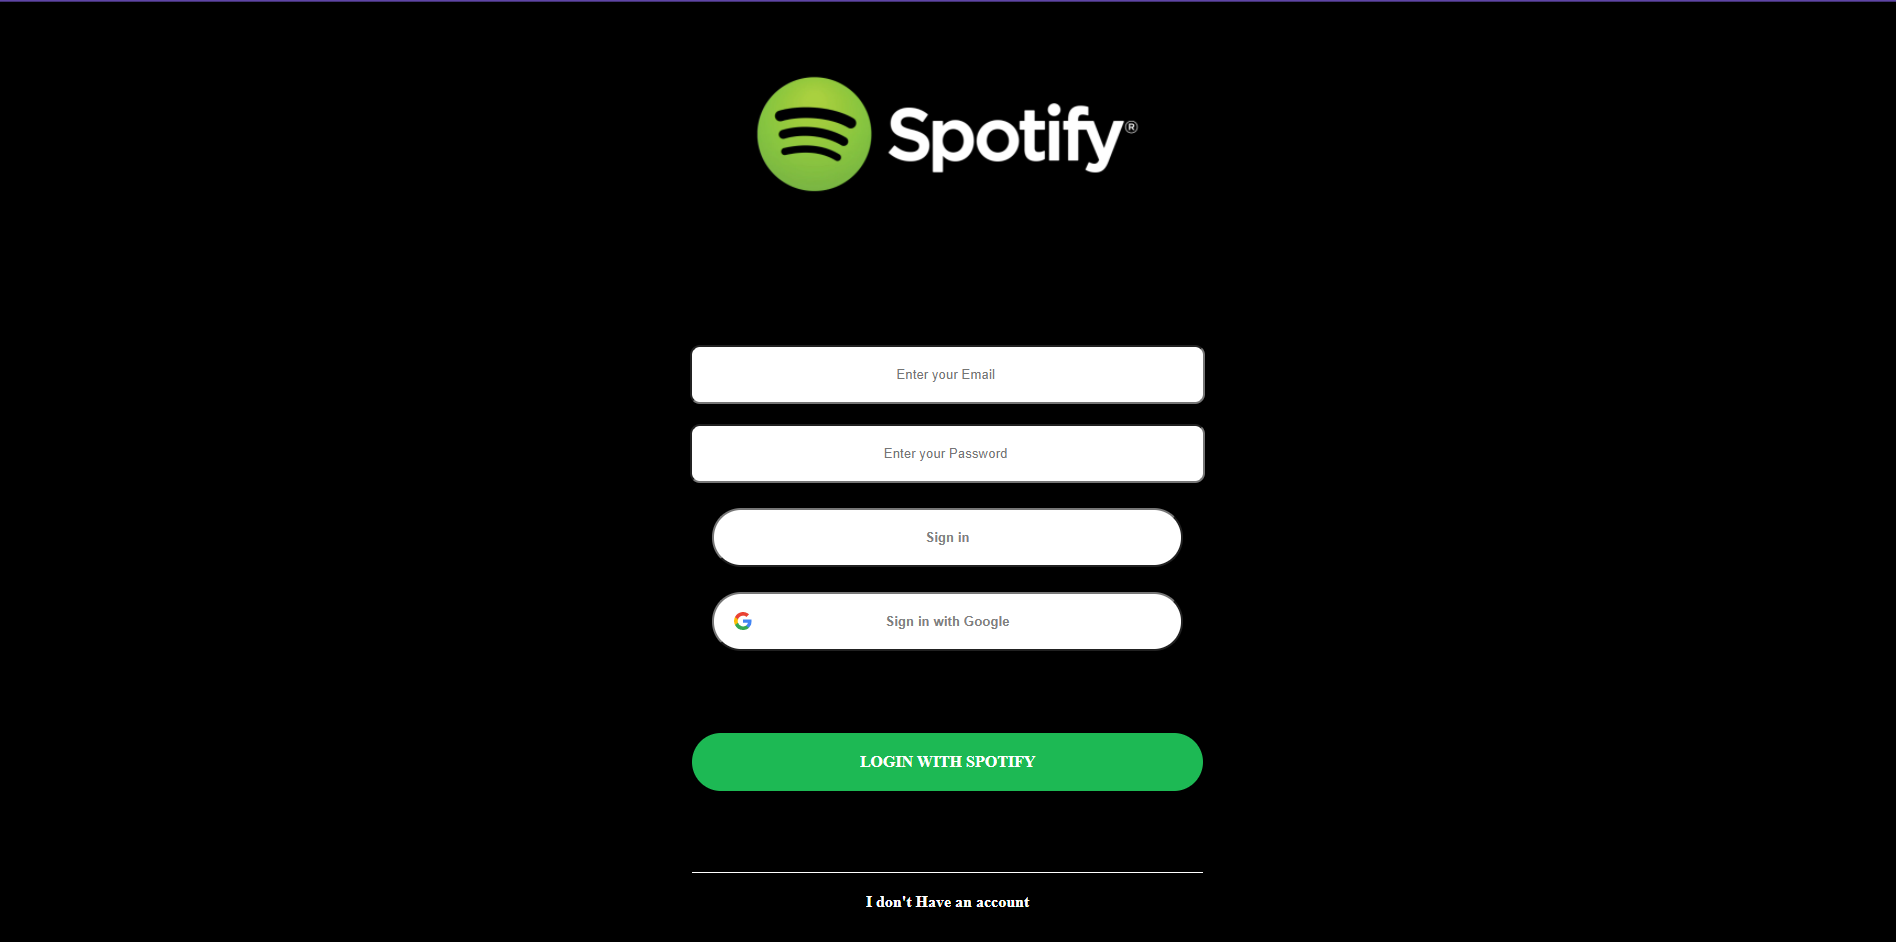 Spotify®
Enter your Email
Enter your Password
Sign in
Sign in with Google
LOGIN WITH SPOTIFY
I don't Have an account